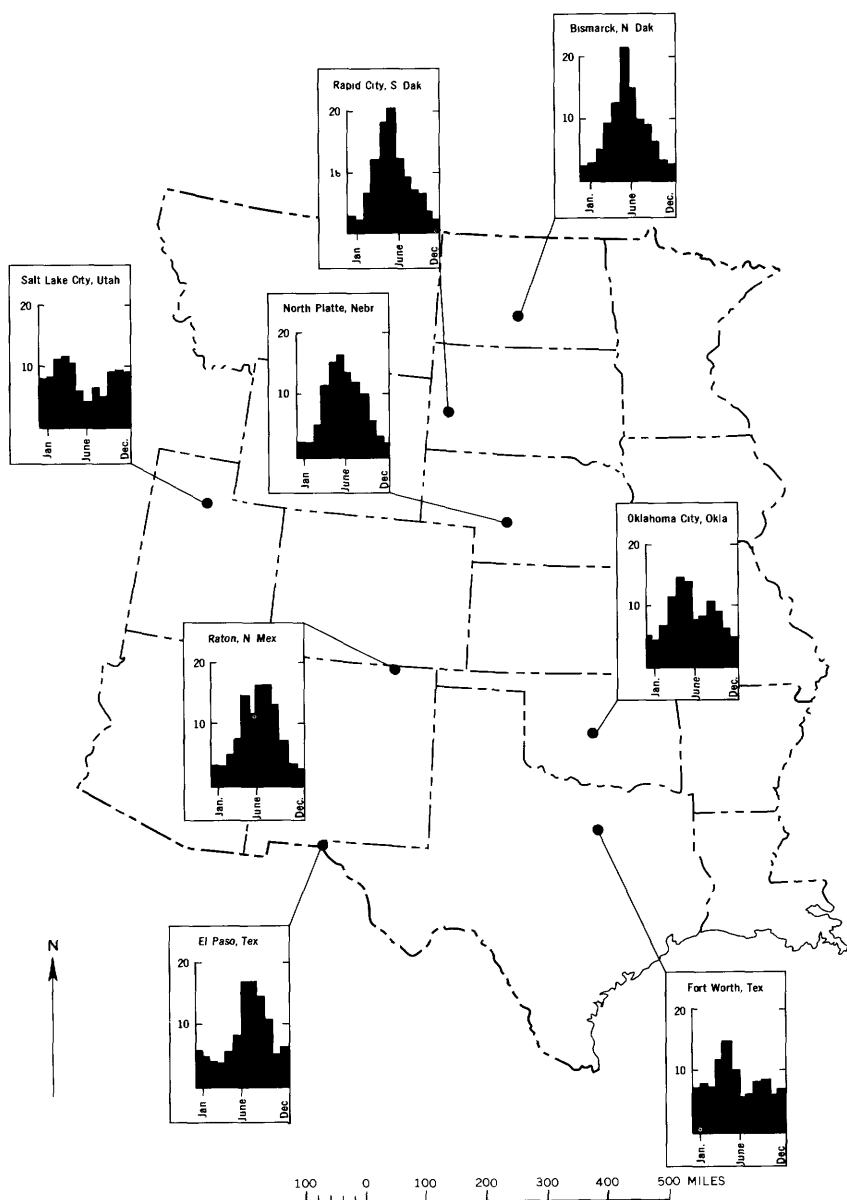 Bismarck, N Dak
20
10
Jan.
June
Dec.
Rapid City, S Dak
20
16
Jan
June
Dec
Salt Lake City, Utah
20
10
Jan
June
Dec.
North Platte, Nebr
20
10
Jan
June
Dec
Oklahoma City, Okla
20
10
Jan.
June
Dec.
Raton, N Mex
20
10
Jan.
June
Dec.
El Paso, Tex
20
10
Jan
June
Dec
Fort Worth, Tex
20
10
Jan.
June
Dec
N
100 0 100 200 300 400 500 MILES